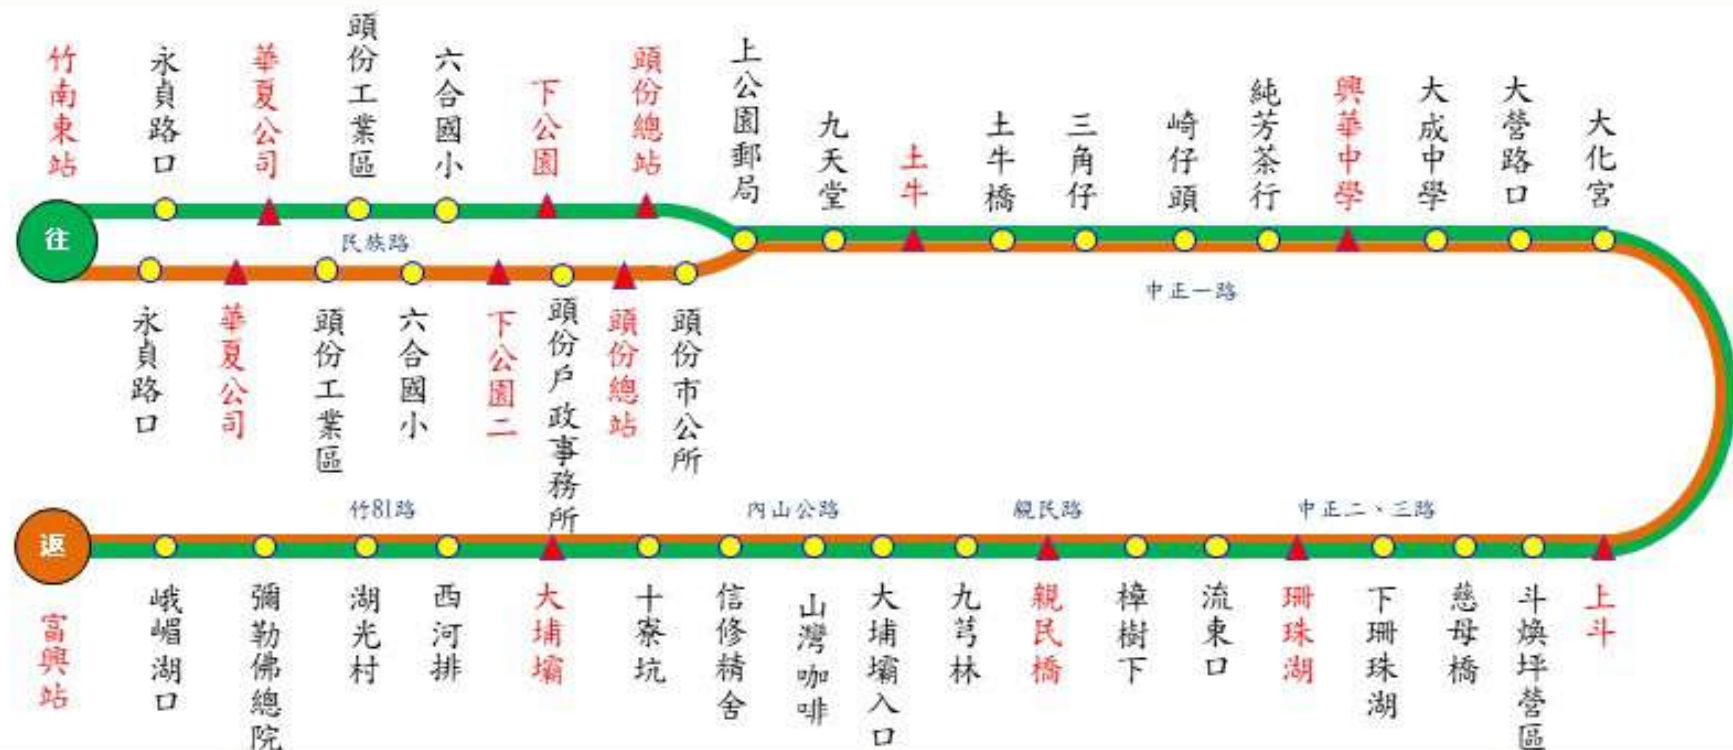 竹南東站
永貞路口
華夏公司
頭份工業區
六合國小
下公園
頭份總站
上公園郵局
九天堂
土牛
土牛橋
三角仔
崎仔頭
純芳茶行
興華中學
大成中學
大營路口
大化宮
往
民族路
中正一路
永貞路口
華夏公司
頭份工業區
六合國小
下公園二
頭份戶政事務所
頭份總站
頭份市公所
竹81路
內山公路
親民路
中正二、三路
返
富興站
峨嵋湖口
彌勒佛總院
湖光村
西河排
大埔壩
十寮坑
信修精舍
山灣咖啡
大埔壩入口
九芎林
親民橋
樟樹下
流東口
珊珠湖
下珊珠湖
慈母橋
斗煥坪營區
上斗